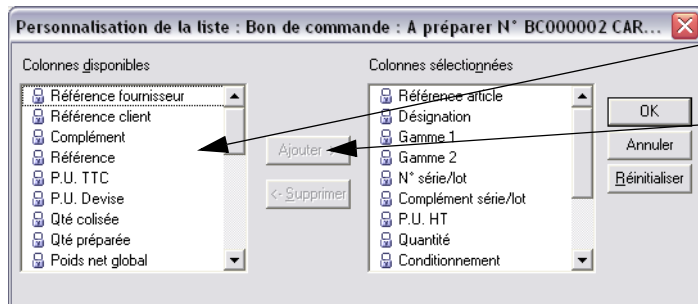 Personnalisation de la liste : Bon de commande : A préparer N° BC000002 CAR...
Colonnes disponibles
Référence fournisseur
Référence client
Complément
Référence
P.U. TTC
P.U. Devise
Qté colisée
Qté préparée
Poids net global
Ajouter
<- Supprimer
Colonnes sélectionnées
Référence article
Désignation
Gamme 1
Gamme 2
N° série/lot
Complément série/lot
P.U. HT
Quantité
Conditionnement
OK
Annuler
Réinitialiser